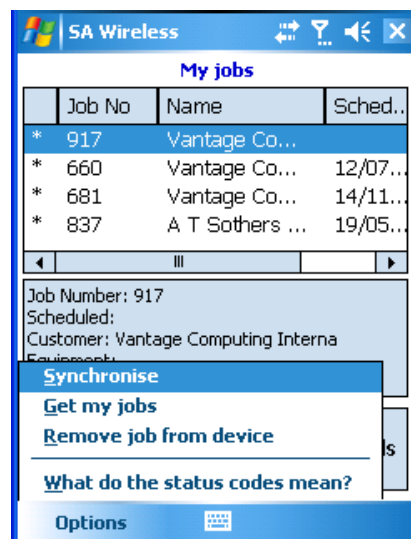 SA Wireless
My jobs
Job No Name Sched..
* 917 Vantage Co...
* 660 Vantage Co... 12/07...
* 681 Vantage Co... 14/11...
* 837 A T Sothers ... 19/05...
Job Number: 917
Scheduled:
Customer: Vantage Computing Interna
Equipment:
Synchronise
Get my jobs
Remove job from device
ls
What do the status codes mean?
Options